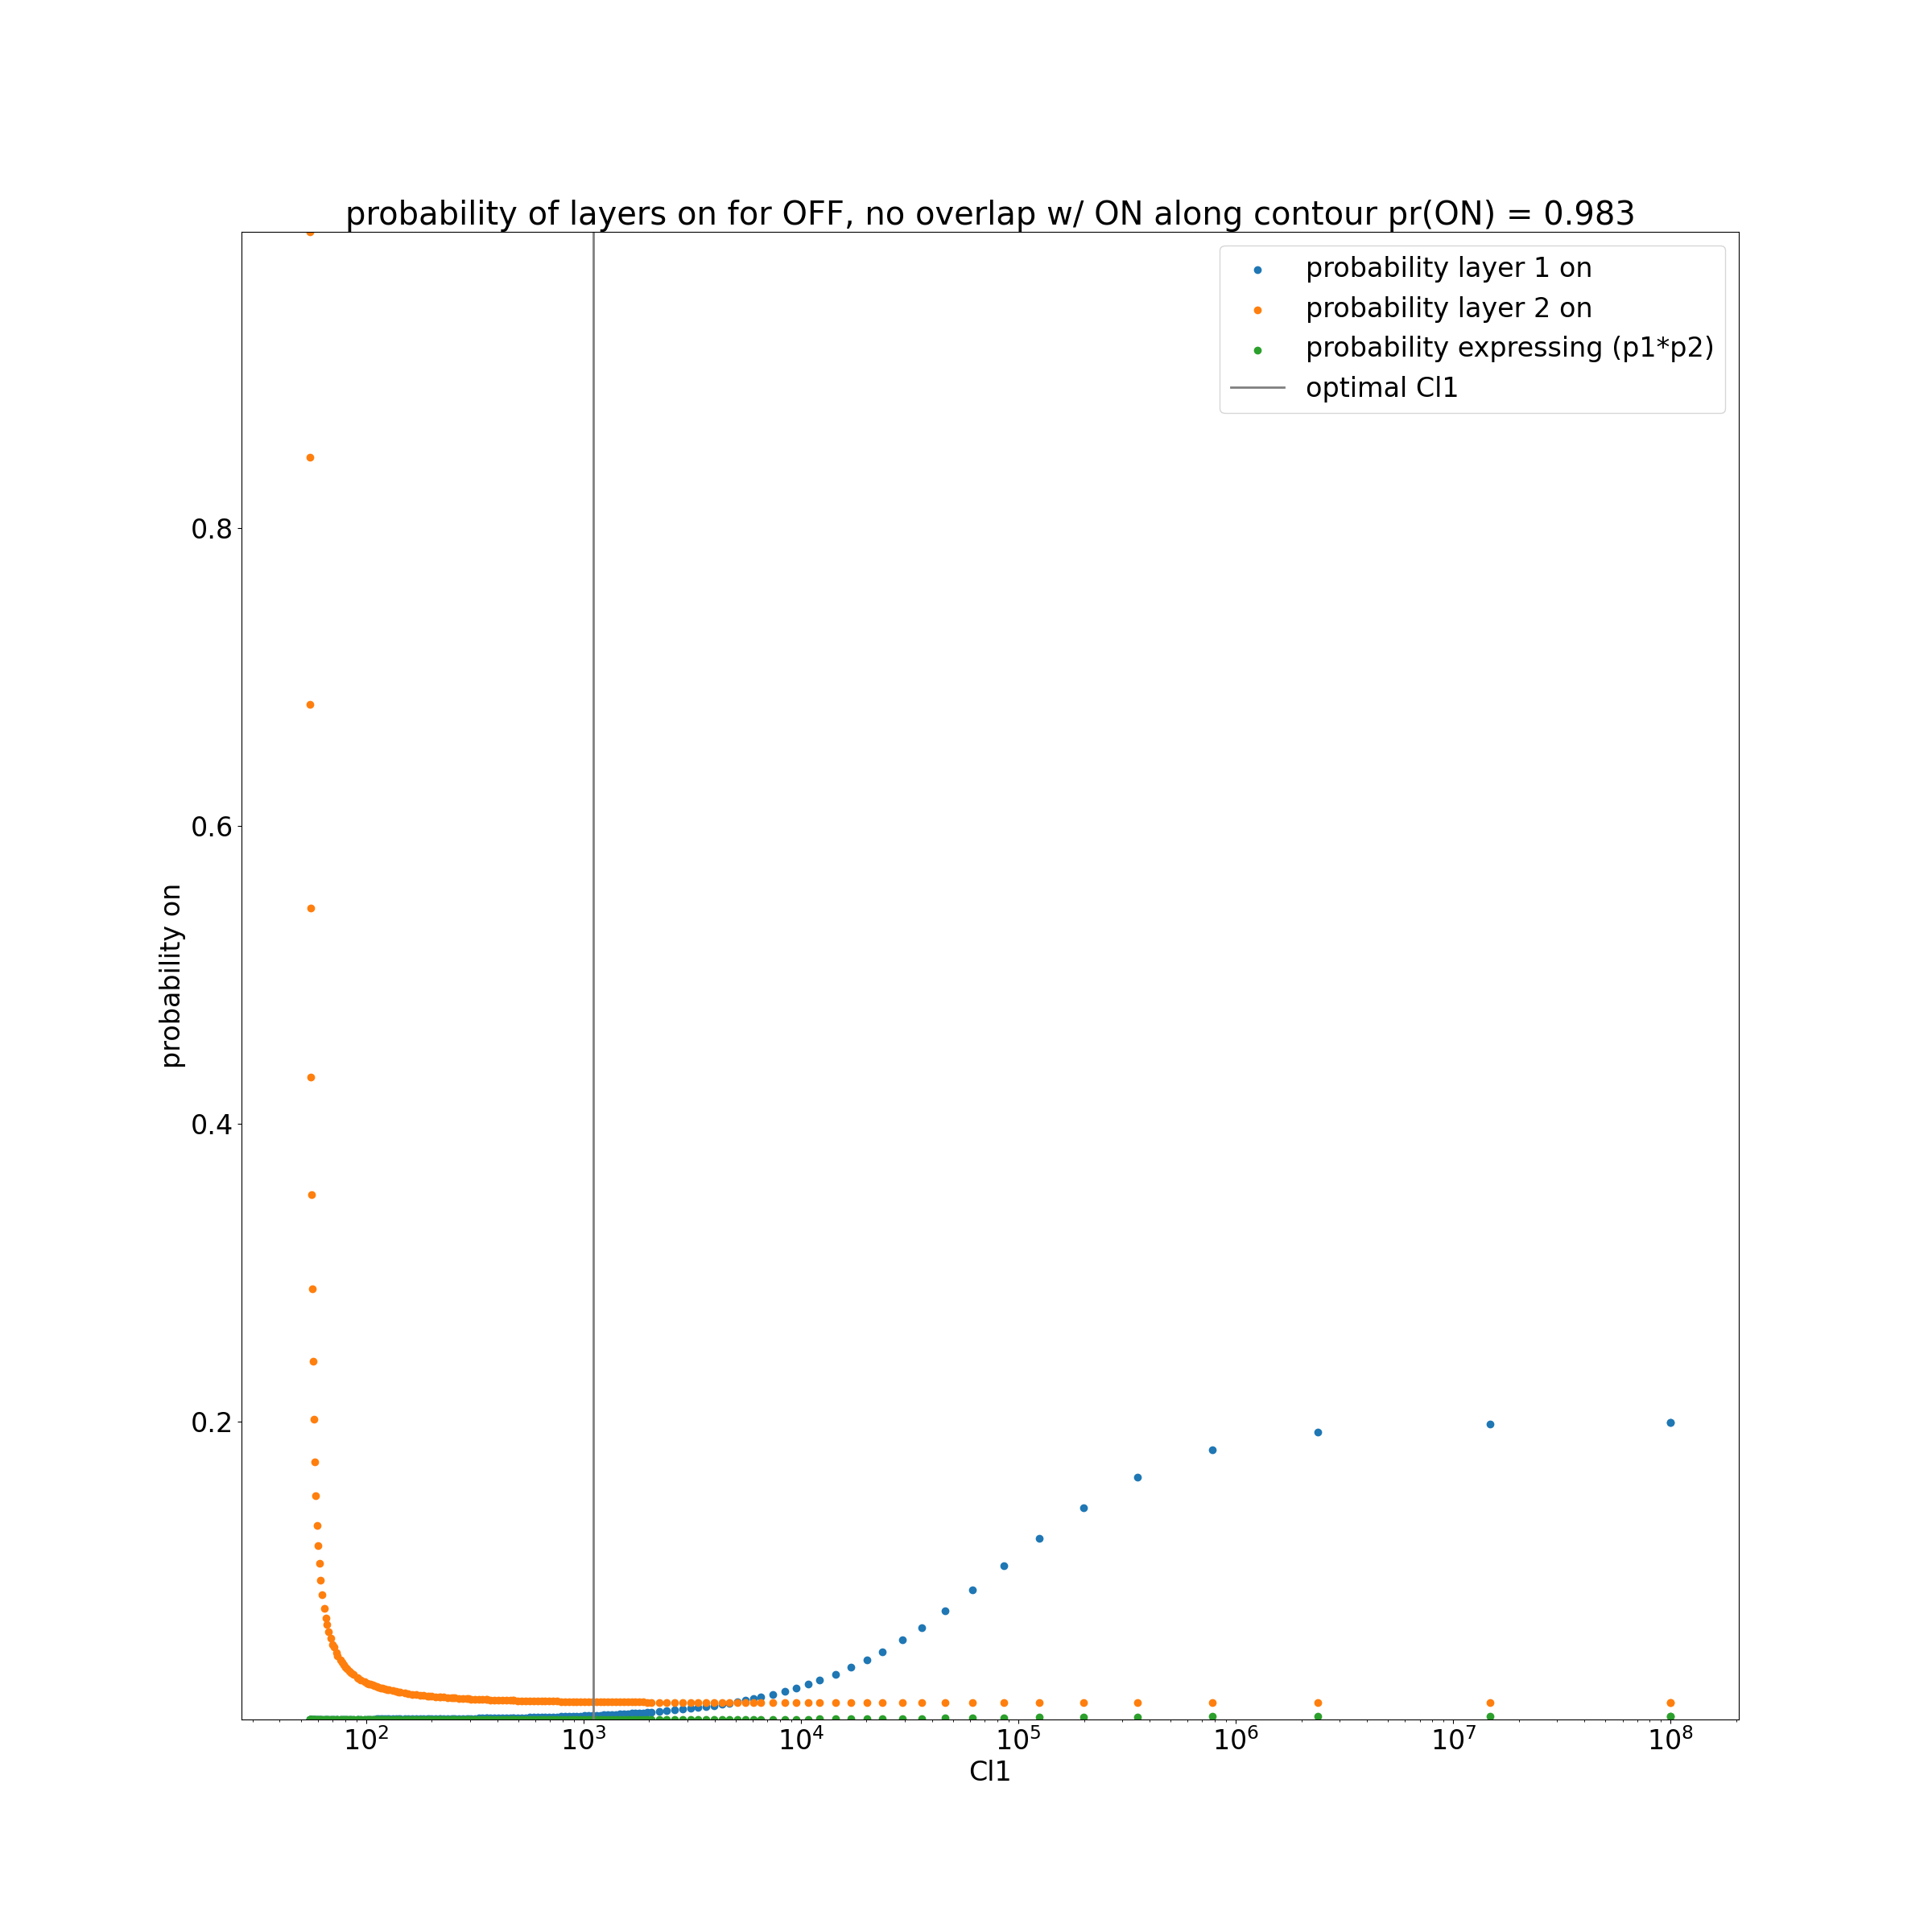 probability of layers on for OFF, no overlap w/ ON along contour pr(ON) = 0.983
probability layer 1 on
probability layer 2 on
probability expressing (p1*p2)
optimal Cl1
probability on
0.8
0.6
0.4
0.2
10² 10³ 10⁴ 10⁵ 10⁶ 10⁷ 10⁸
Cl1